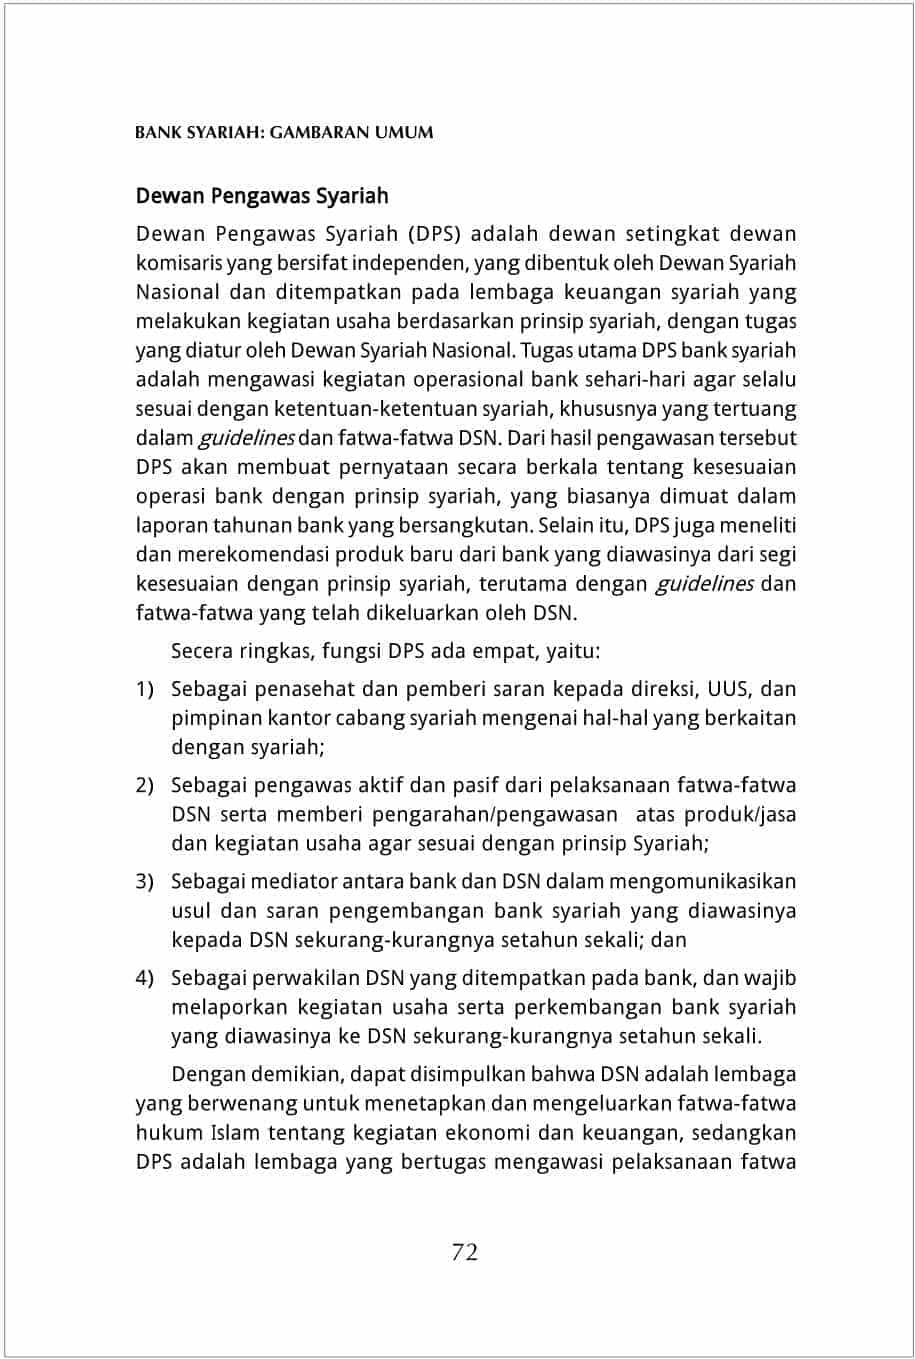 BANK SYARIAH: GAMBARAN UMUM
Dewan Pengawas Syariah
Dewan Pengawas Syariah (DPS) adalah dewan setingkat dewan
komisaris yang bersifat independen, yang dibentuk oleh Dewan Syariah
Nasional dan ditempatkan pada lembaga keuangan syariah yang
melakukan kegiatan usaha berdasarkan prinsip syariah, dengan tugas
yang diatur oleh Dewan Syariah Nasional. Tugas utama DPS bank syariah
adalah mengawasi kegiatan operasional bank sehari-hari agar selalu
sesuai dengan ketentuan-ketentuan syariah, khususnya yang tertuang
dalam guidelines dan fatwa-fatwa DSN. Dari hasil pengawasan tersebut
DPS akan membuat pernyataan secara berkala tentang kesesuaian
operasi bank dengan prinsip syariah, yang biasanya dimuat dalam
laporan tahunan bank yang bersangkutan. Selain itu, DPS juga meneliti
dan merekomendasi produk baru dari bank yang diawasinya dari segi
kesesuaian dengan prinsip syariah, terutama dengan guidelines dan
fatwa-fatwa yang telah dikeluarkan oleh DSN.
Secera ringkas, fungsi DPS ada empat, yaitu:
1) Sebagai penasehat dan pemberi saran kepada direksi, UUS, dan
pimpinan kantor cabang syariah mengenai hal-hal yang berkaitan
dengan syariah;
2) Sebagai pengawas aktif dan pasif dari pelaksanaan fatwa-fatwa
DSN serta memberi pengarahan/pengawasan atas produk/jasa
dan kegiatan usaha agar sesuai dengan prinsip Syariah;
3) Sebagai mediator antara bank dan DSN dalam mengomunikasikan
usul dan saran pengembangan bank syariah yang diawasinya
kepada DSN sekurang-kurangnya setahun sekali; dan
4) Sebagai perwakilan DSN yang ditempatkan pada bank, dan wajib
melaporkan kegiatan usaha serta perkembangan bank syariah
yang diawasinya ke DSN sekurang-kurangnya setahun sekali.
Dengan demikian, dapat disimpulkan bahwa DSN adalah lembaga
yang berwenang untuk menetapkan dan mengeluarkan fatwa-fatwa
hukum Islam tentang kegiatan ekonomi dan keuangan, sedangkan
DPS adalah lembaga yang bertugas mengawasi pelaksanaan fatwa
72